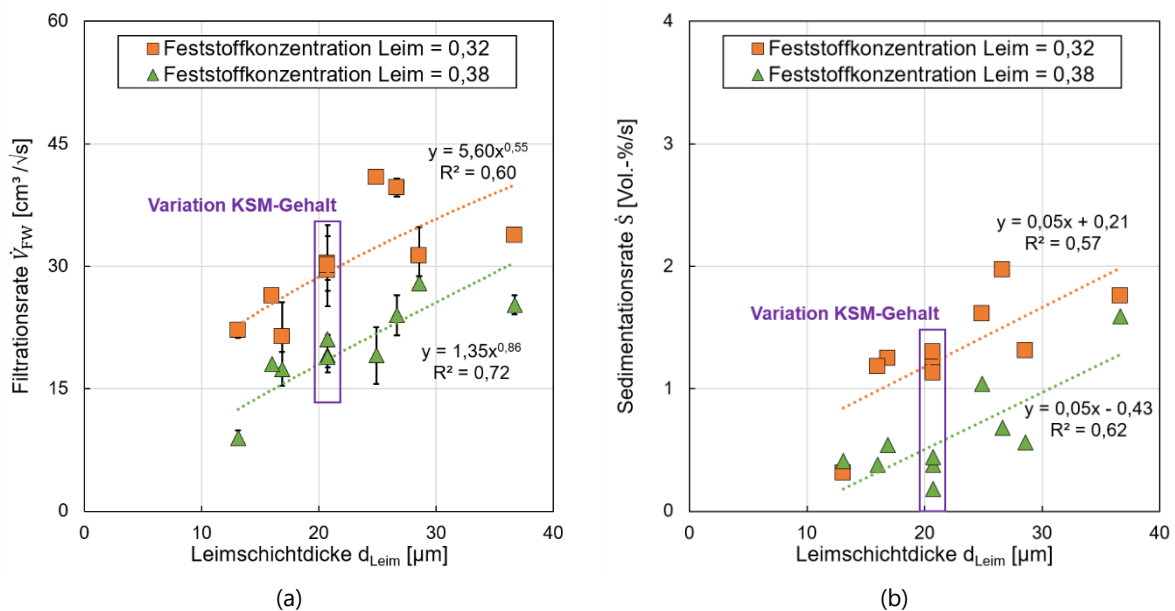 60
45
30
15
0
Filtrationsrate V̇FW [cm³/√s]
Feststoffkonzentration Leim = 0,32
Feststoffkonzentration Leim = 0,38
y = 5,60x^0,55
R² = 0,60
Variation KSM-Gehalt
y = 1,35x^0,86
R² = 0,72
0 10 20 30 40
Leimschichtdicke dLeim [µm]
(a)
4
3
2
1
0
Sedimentationsrate Ṡ [Vol.-%/s]
Feststoffkonzentration Leim = 0,32
Feststoffkonzentration Leim = 0,38
y = 0,05x + 0,21
R² = 0,57
Variation KSM-Gehalt
y = 0,05x - 0,43
R² = 0,62
0 10 20 30 40
Leimschichtdicke dLeim [µm]
(b)